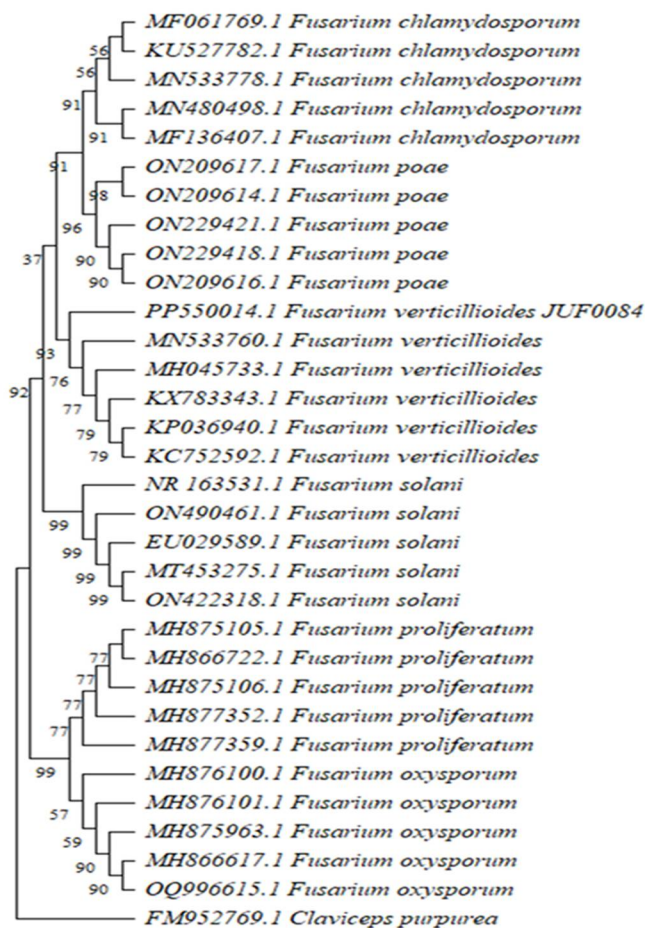 MF061769.1 Fusarium chlamydosporum
56
KU527782.1 Fusarium chlamydosporum
56
MN533778.1 Fusarium chlamydosporum
91
MN480498.1 Fusarium chlamydosporum
91
MF136407.1 Fusarium chlamydosporum
91
ON209617.1 Fusarium poae
98
ON209614.1 Fusarium poae
96
ON229421.1 Fusarium poae
37
90
ON229418.1 Fusarium poae
90
ON209616.1 Fusarium poae
PP550014.1 Fusarium verticillioides JUF0084
MN533760.1 Fusarium verticillioides
93
MH045733.1 Fusarium verticillioides
92
76
KX783343.1 Fusarium verticillioides
77
KP036940.1 Fusarium verticillioides
79
KC752592.1 Fusarium verticillioides
79
NR 163531.1 Fusarium solani
ON490461.1 Fusarium solani
99
EU029589.1 Fusarium solani
99
MT453275.1 Fusarium solani
99
ON422318.1 Fusarium solani
99
MH875105.1 Fusarium proliferatum
77
MH866722.1 Fusarium proliferatum
77
MH875106.1 Fusarium proliferatum
77
MH877352.1 Fusarium proliferatum
77
MH877359.1 Fusarium proliferatum
99
MH876100.1 Fusarium oxysporum
MH876101.1 Fusarium oxysporum
57
MH875963.1 Fusarium oxysporum
59
MH866617.1 Fusarium oxysporum
90
OQ996615.1 Fusarium oxysporum
90
FM952769.1 Claviceps purpurea